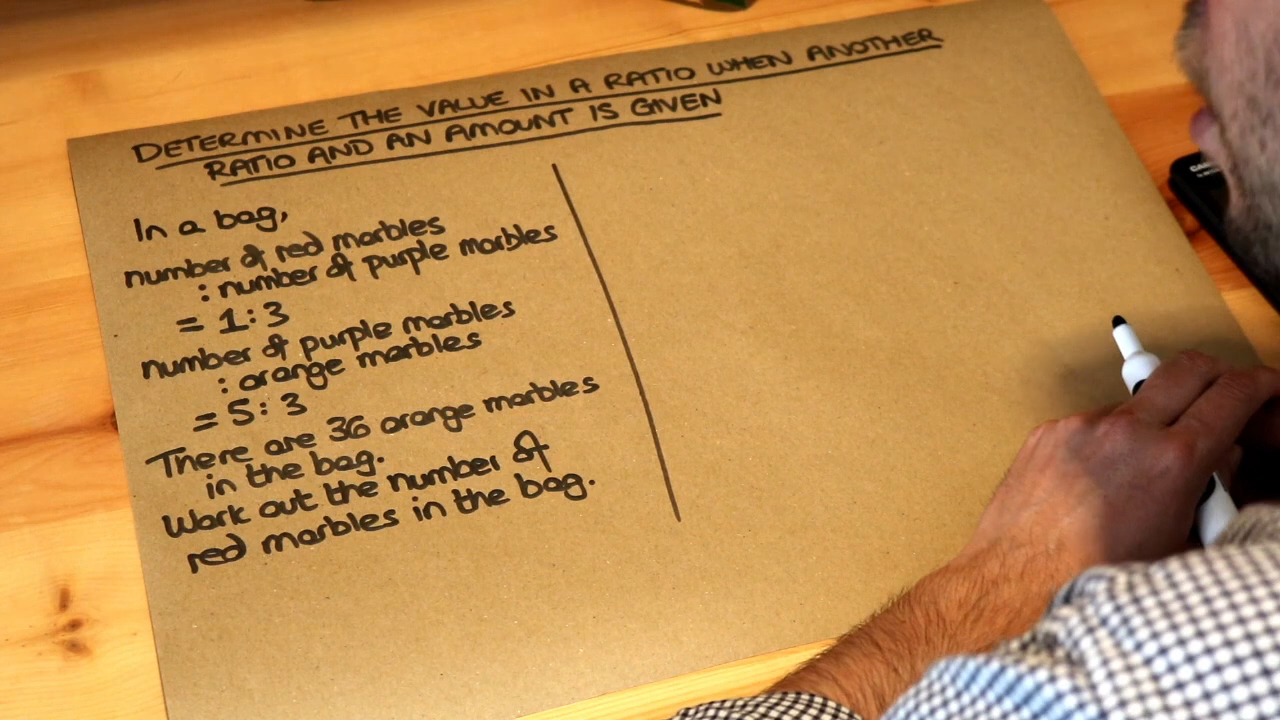 DETERMINE THE VALUE IN A RATIO WHEN ANOTHER
RATIO AND AN AMOUNT IS GIVEN
In a bag,
number of red marbles
: number of purple marbles
= 1:3
number of purple marbles
: orange marbles
= 5:3
There are 36 orange marbles
in the bag.
Work out the number of
red marbles in the bag.